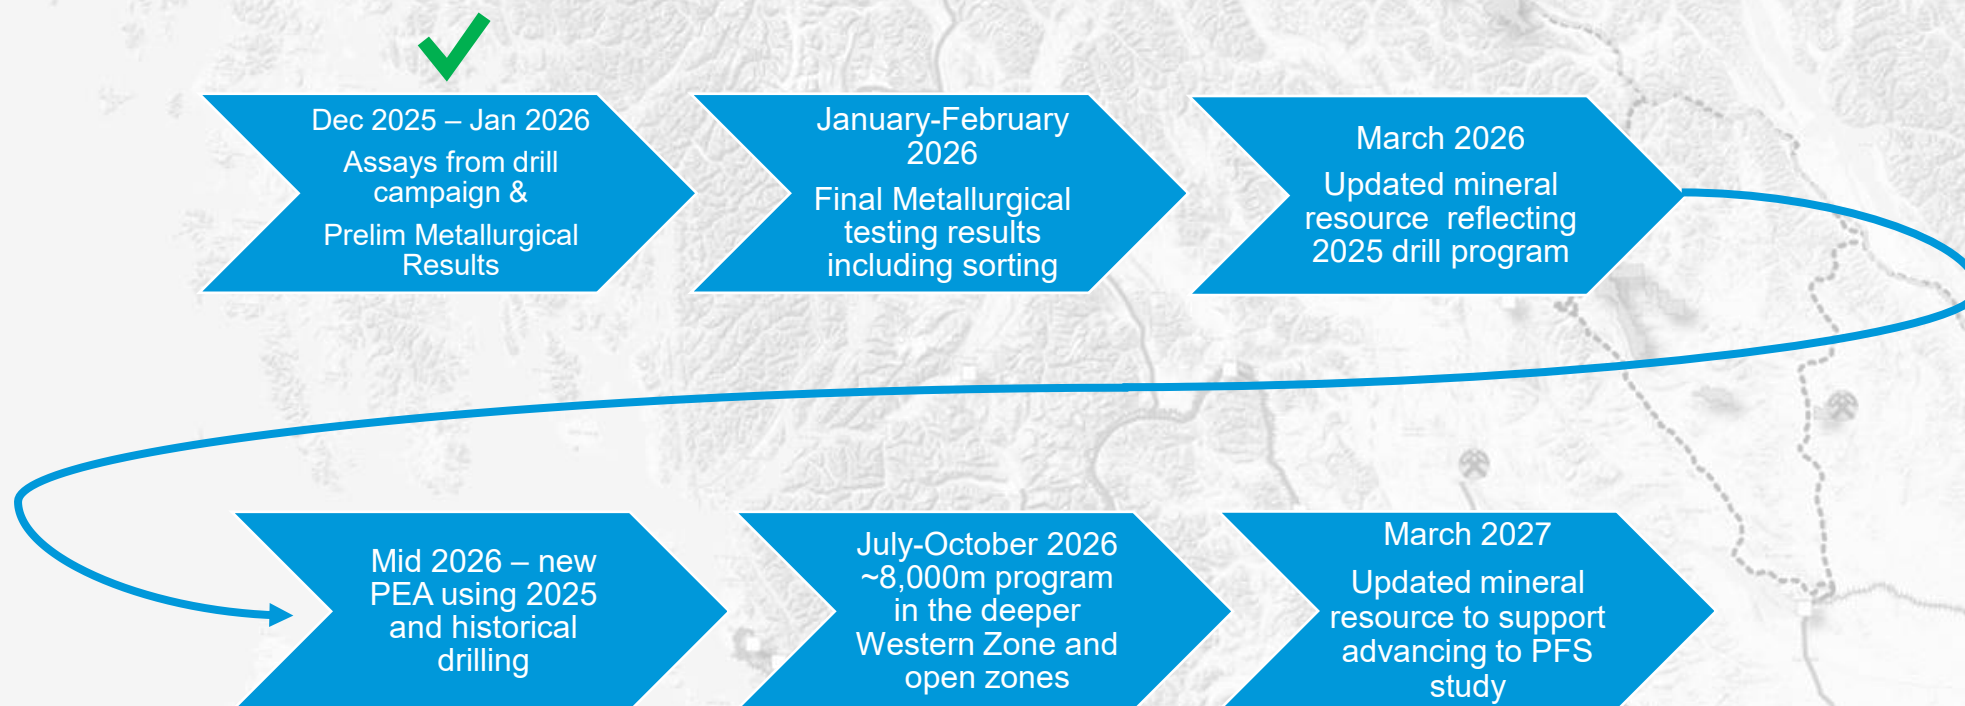 Dec 2025 – Jan 2026
Assays from drill
campaign &
Prelim Metallurgical
Results
January-February
2026
Final Metallurgical
testing results
including sorting
March 2026
Updated mineral
resource  reflecting
2025 drill program
Mid 2026 – new
PEA using 2025
and historical
drilling
July-October 2026
~8,000m program
in the deeper
Western Zone and
open zones
March 2027
Updated mineral
resource to support
advancing to PFS
study